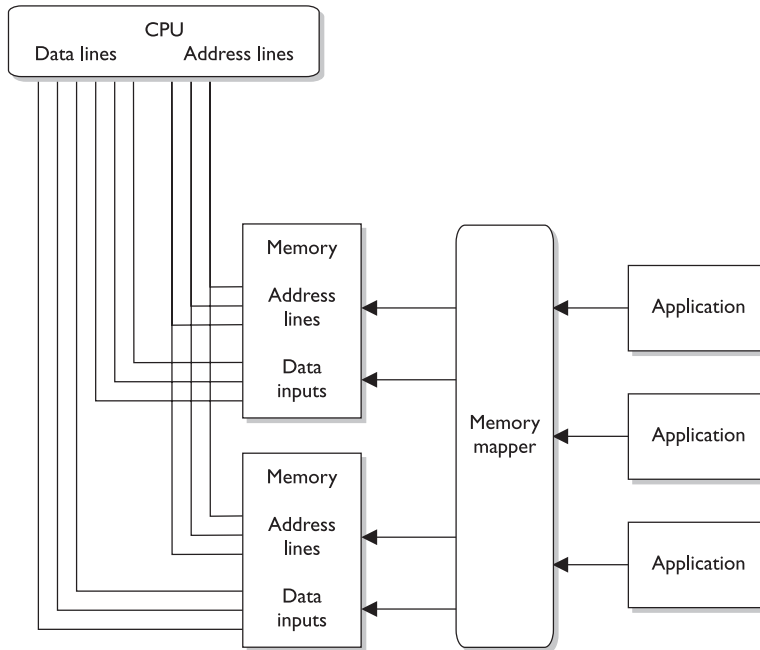 CPU
Data lines
Address lines
Memory
Address
lines
Data
inputs
Memory
Address
lines
Data
inputs
Memory
mapper
Application
Application
Application